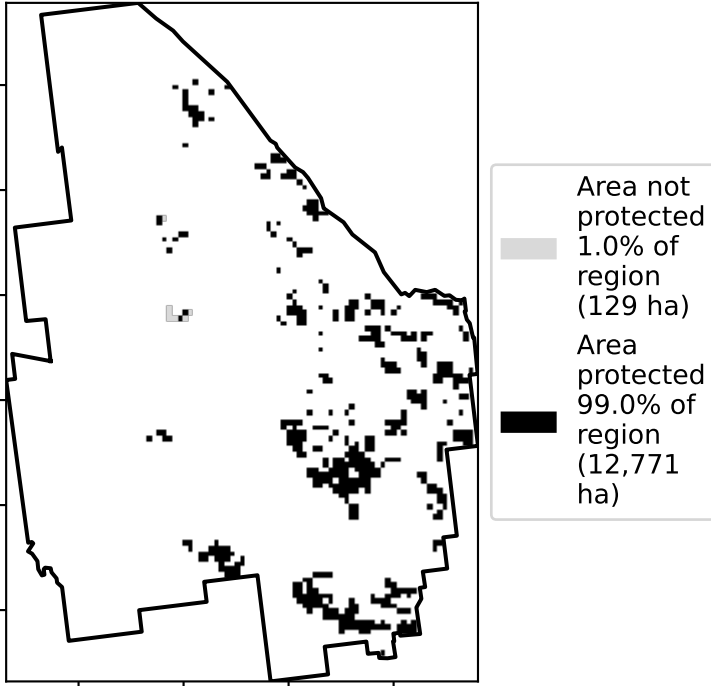 Area not
protected
1.0% of
region
(129 ha)
Area
protected
99.0% of
region
(12,771
ha)